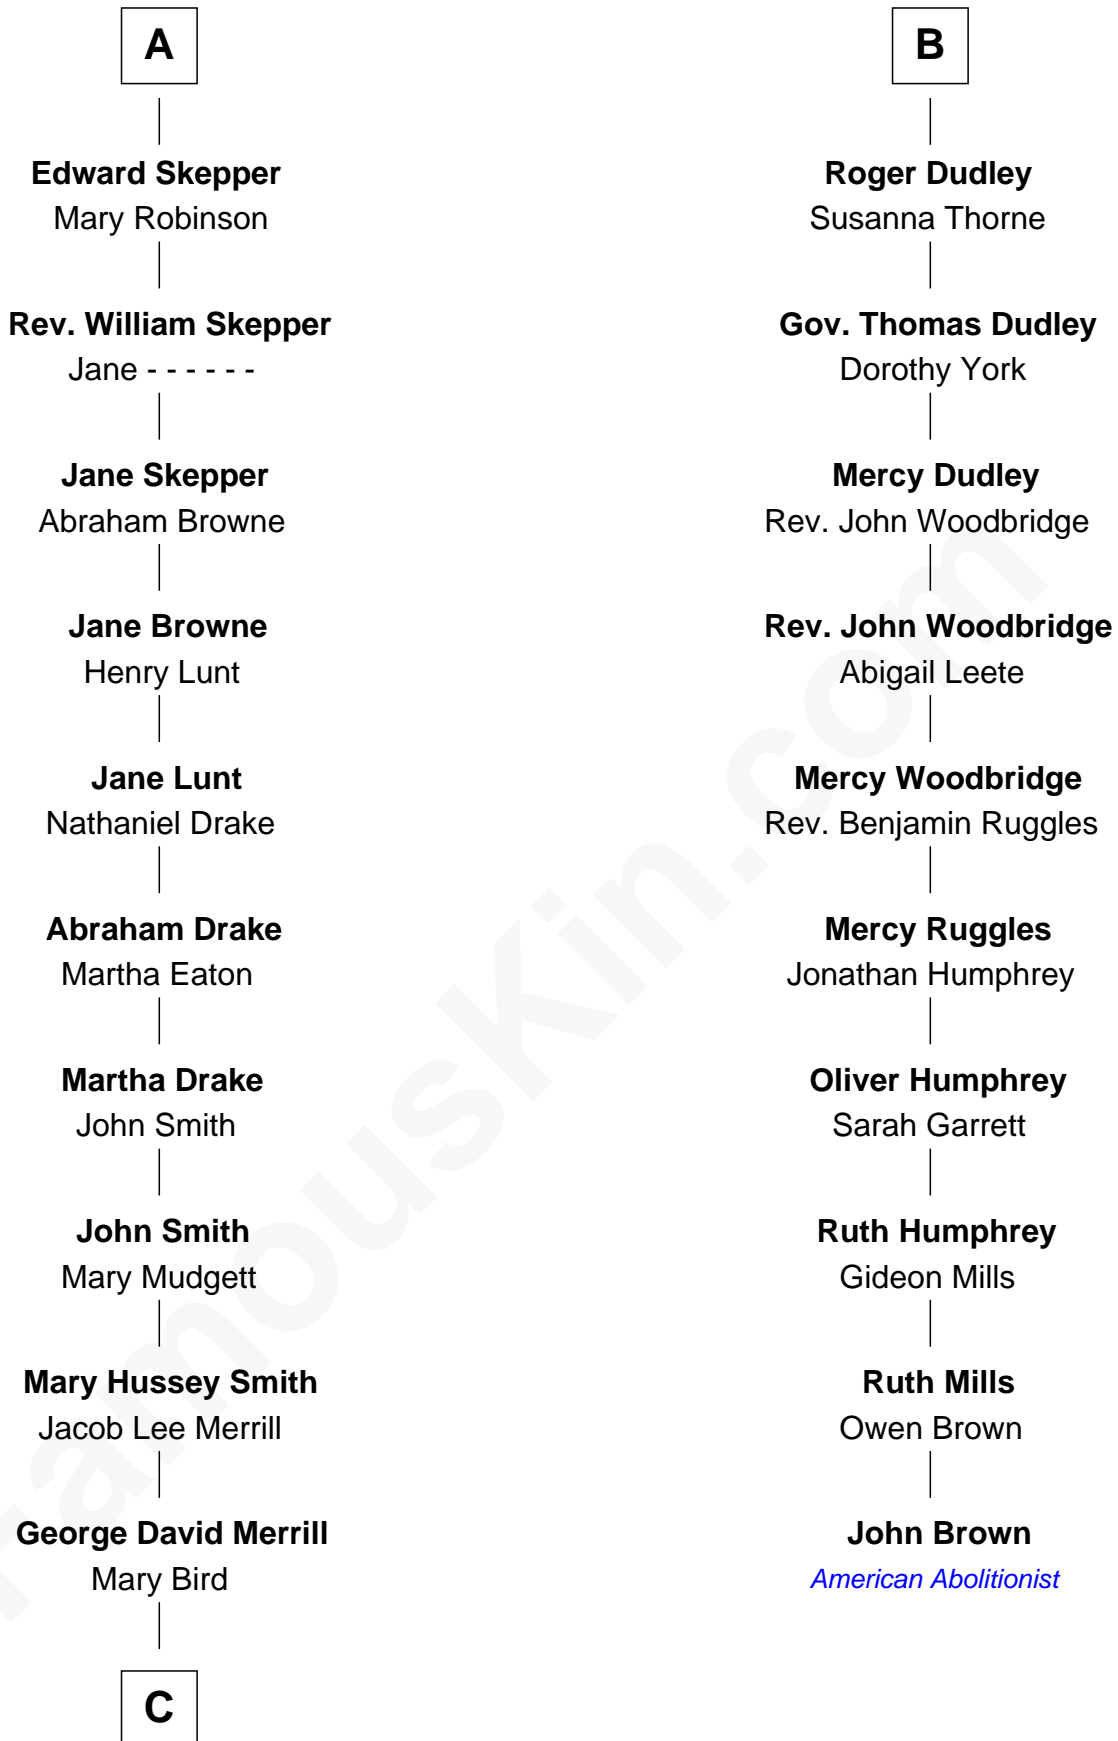 A
Edward Skepper
Mary Robinson
Rev. William Skepper
Jane - - - - - -
Jane Skepper
Abraham Browne
Jane Browne
Henry Lunt
Jane Lunt
Nathaniel Drake
Abraham Drake
Martha Eaton
Martha Drake
John Smith
John Smith
Mary Mudgett
Mary Hussey Smith
Jacob Lee Merrill
George David Merrill
Mary Bird
C
B
Roger Dudley
Susanna Thorne
Gov. Thomas Dudley
Dorothy York
Mercy Dudley
Rev. John Woodbridge
Rev. John Woodbridge
Abigail Leete
Mercy Woodbridge
Rev. Benjamin Ruggles
Mercy Ruggles
Jonathan Humphrey
Oliver Humphrey
Sarah Garrett
Ruth Humphrey
Gideon Mills
Ruth Mills
Owen Brown
John Brown
American Abolitionist
FamousKin.com